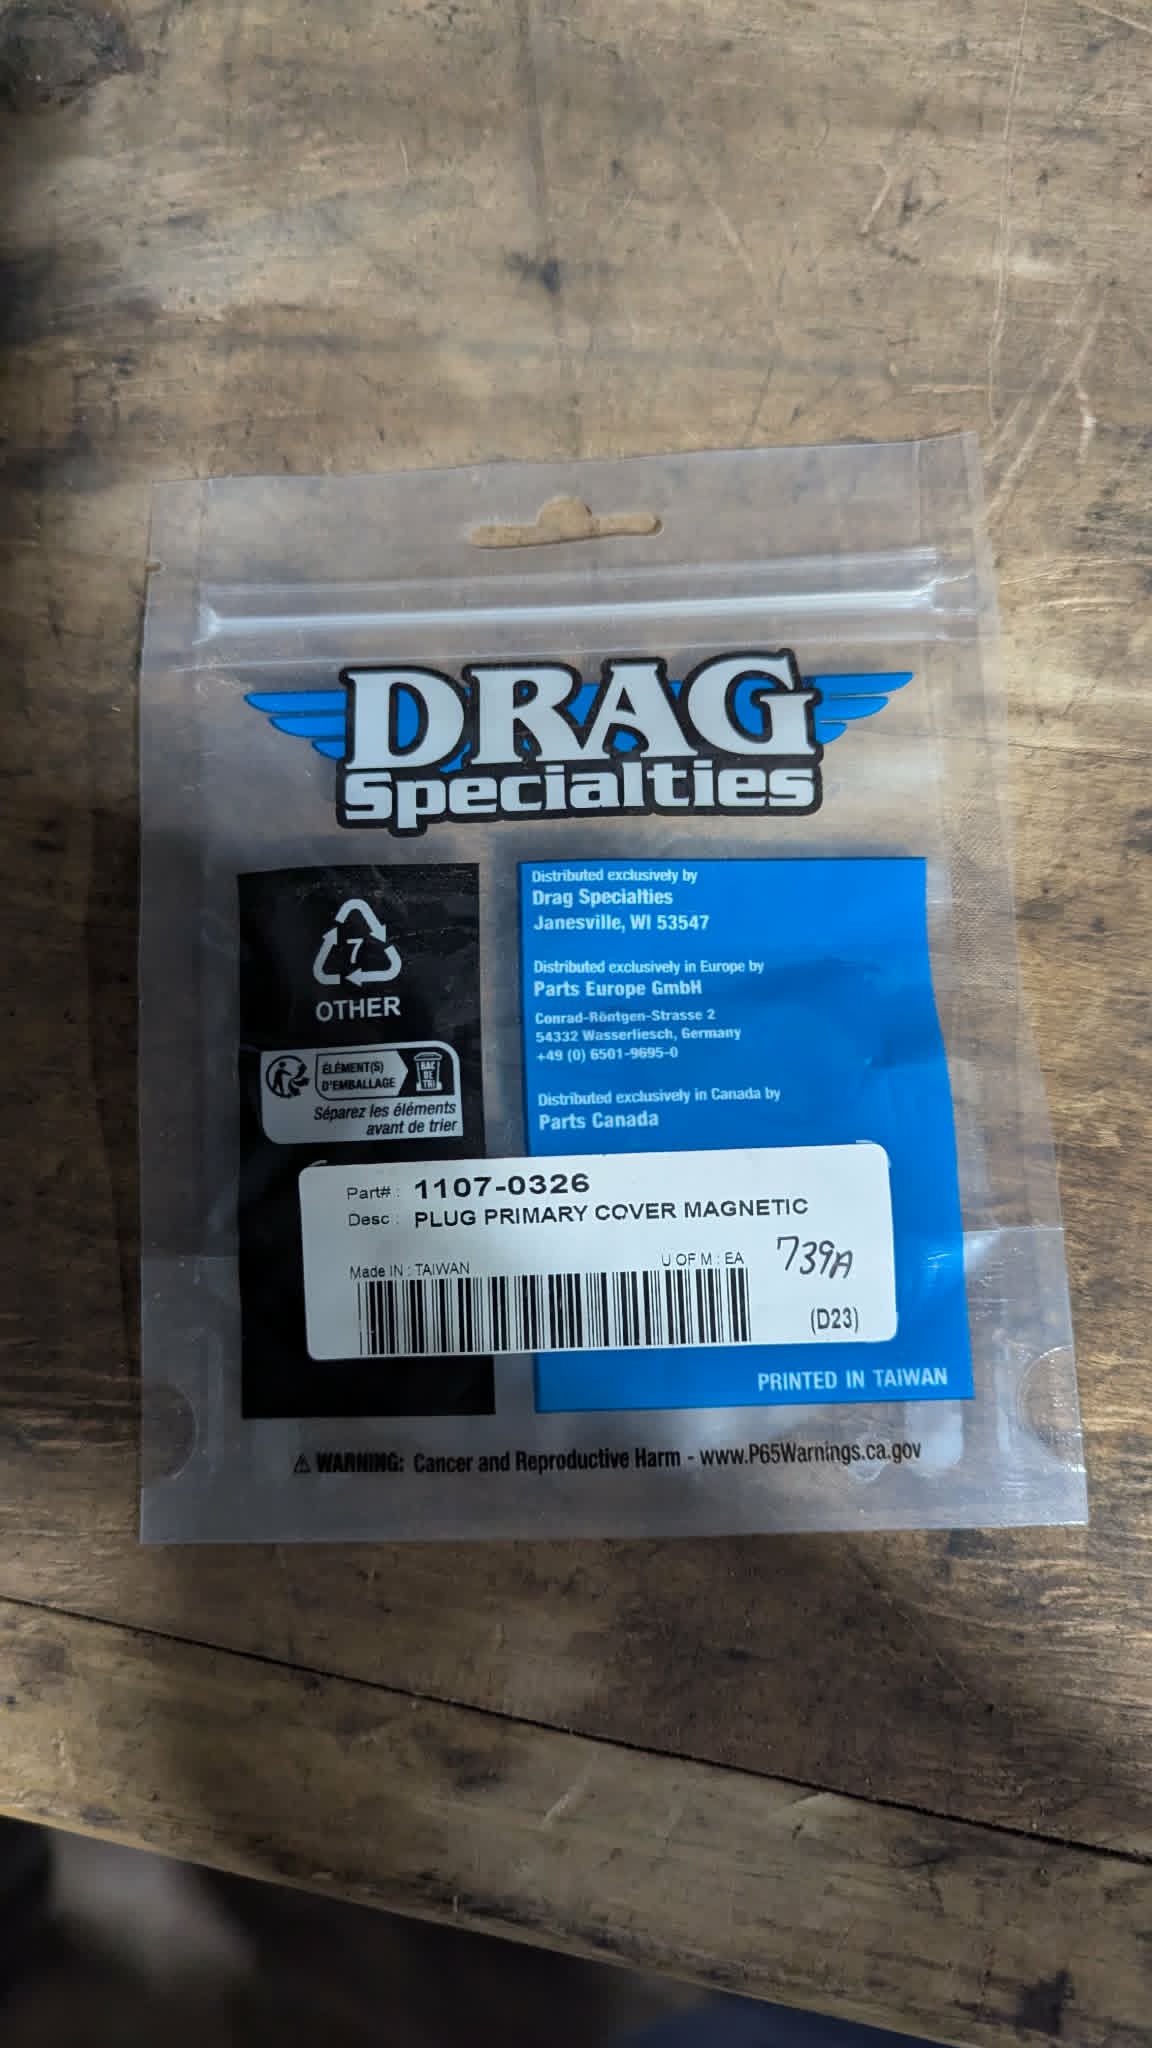 DRAG
Specialties
7
OTHER
ÉLÉMENT(S)
D'EMBALLAGE
BAC
DE
TRI
Séparez les éléments
avant de trier
Distributed exclusively by
Drag Specialties
Janesville, WI 53547
Distributed exclusively in Europe by
Parts Europe GmbH
Conrad-Röntgen-Strasse 2
54332 Wasserliesch, Germany
+49 (0) 6501-9695-0
Distributed exclusively in Canada by
Parts Canada
Part# : 1107-0326
Desc : PLUG PRIMARY COVER MAGNETIC
Made IN : TAIWAN
U OF M : EA
739A
(D23)
PRINTED IN TAIWAN
⚠ WARNING: Cancer and Reproductive Harm - www.P65Warnings.ca.gov